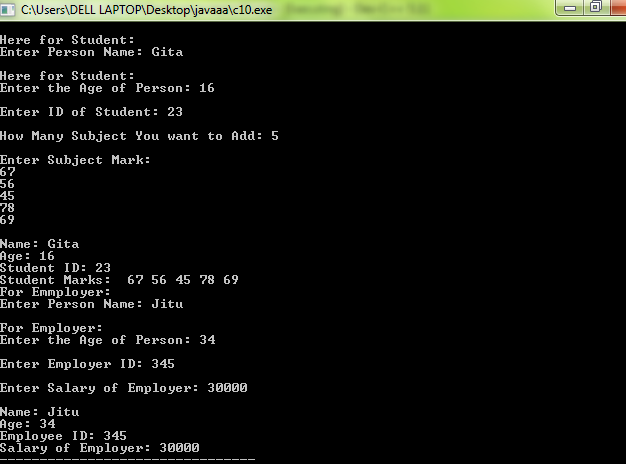 C:\Users\DELL LAPTOP\Desktop\javaaa\c10.exe
Here for Student:
Enter Person Name: Gita
Here for Student:
Enter the Age of Person: 16
Enter ID of Student: 23
How Many Subject You want to Add: 5
Enter Subject Mark:
67
56
45
78
69
Name: Gita
Age: 16
Student ID: 23
Student Marks:  67 56 45 78 69
For Emmployer:
Enter Person Name: Jitu
For Employer:
Enter the Age of Person: 34
Enter Employer ID: 345
Enter Salary of Employer: 30000
Name: Jitu
Age: 34
Employee ID: 345
Salary of Employer: 30000
--------------------------------